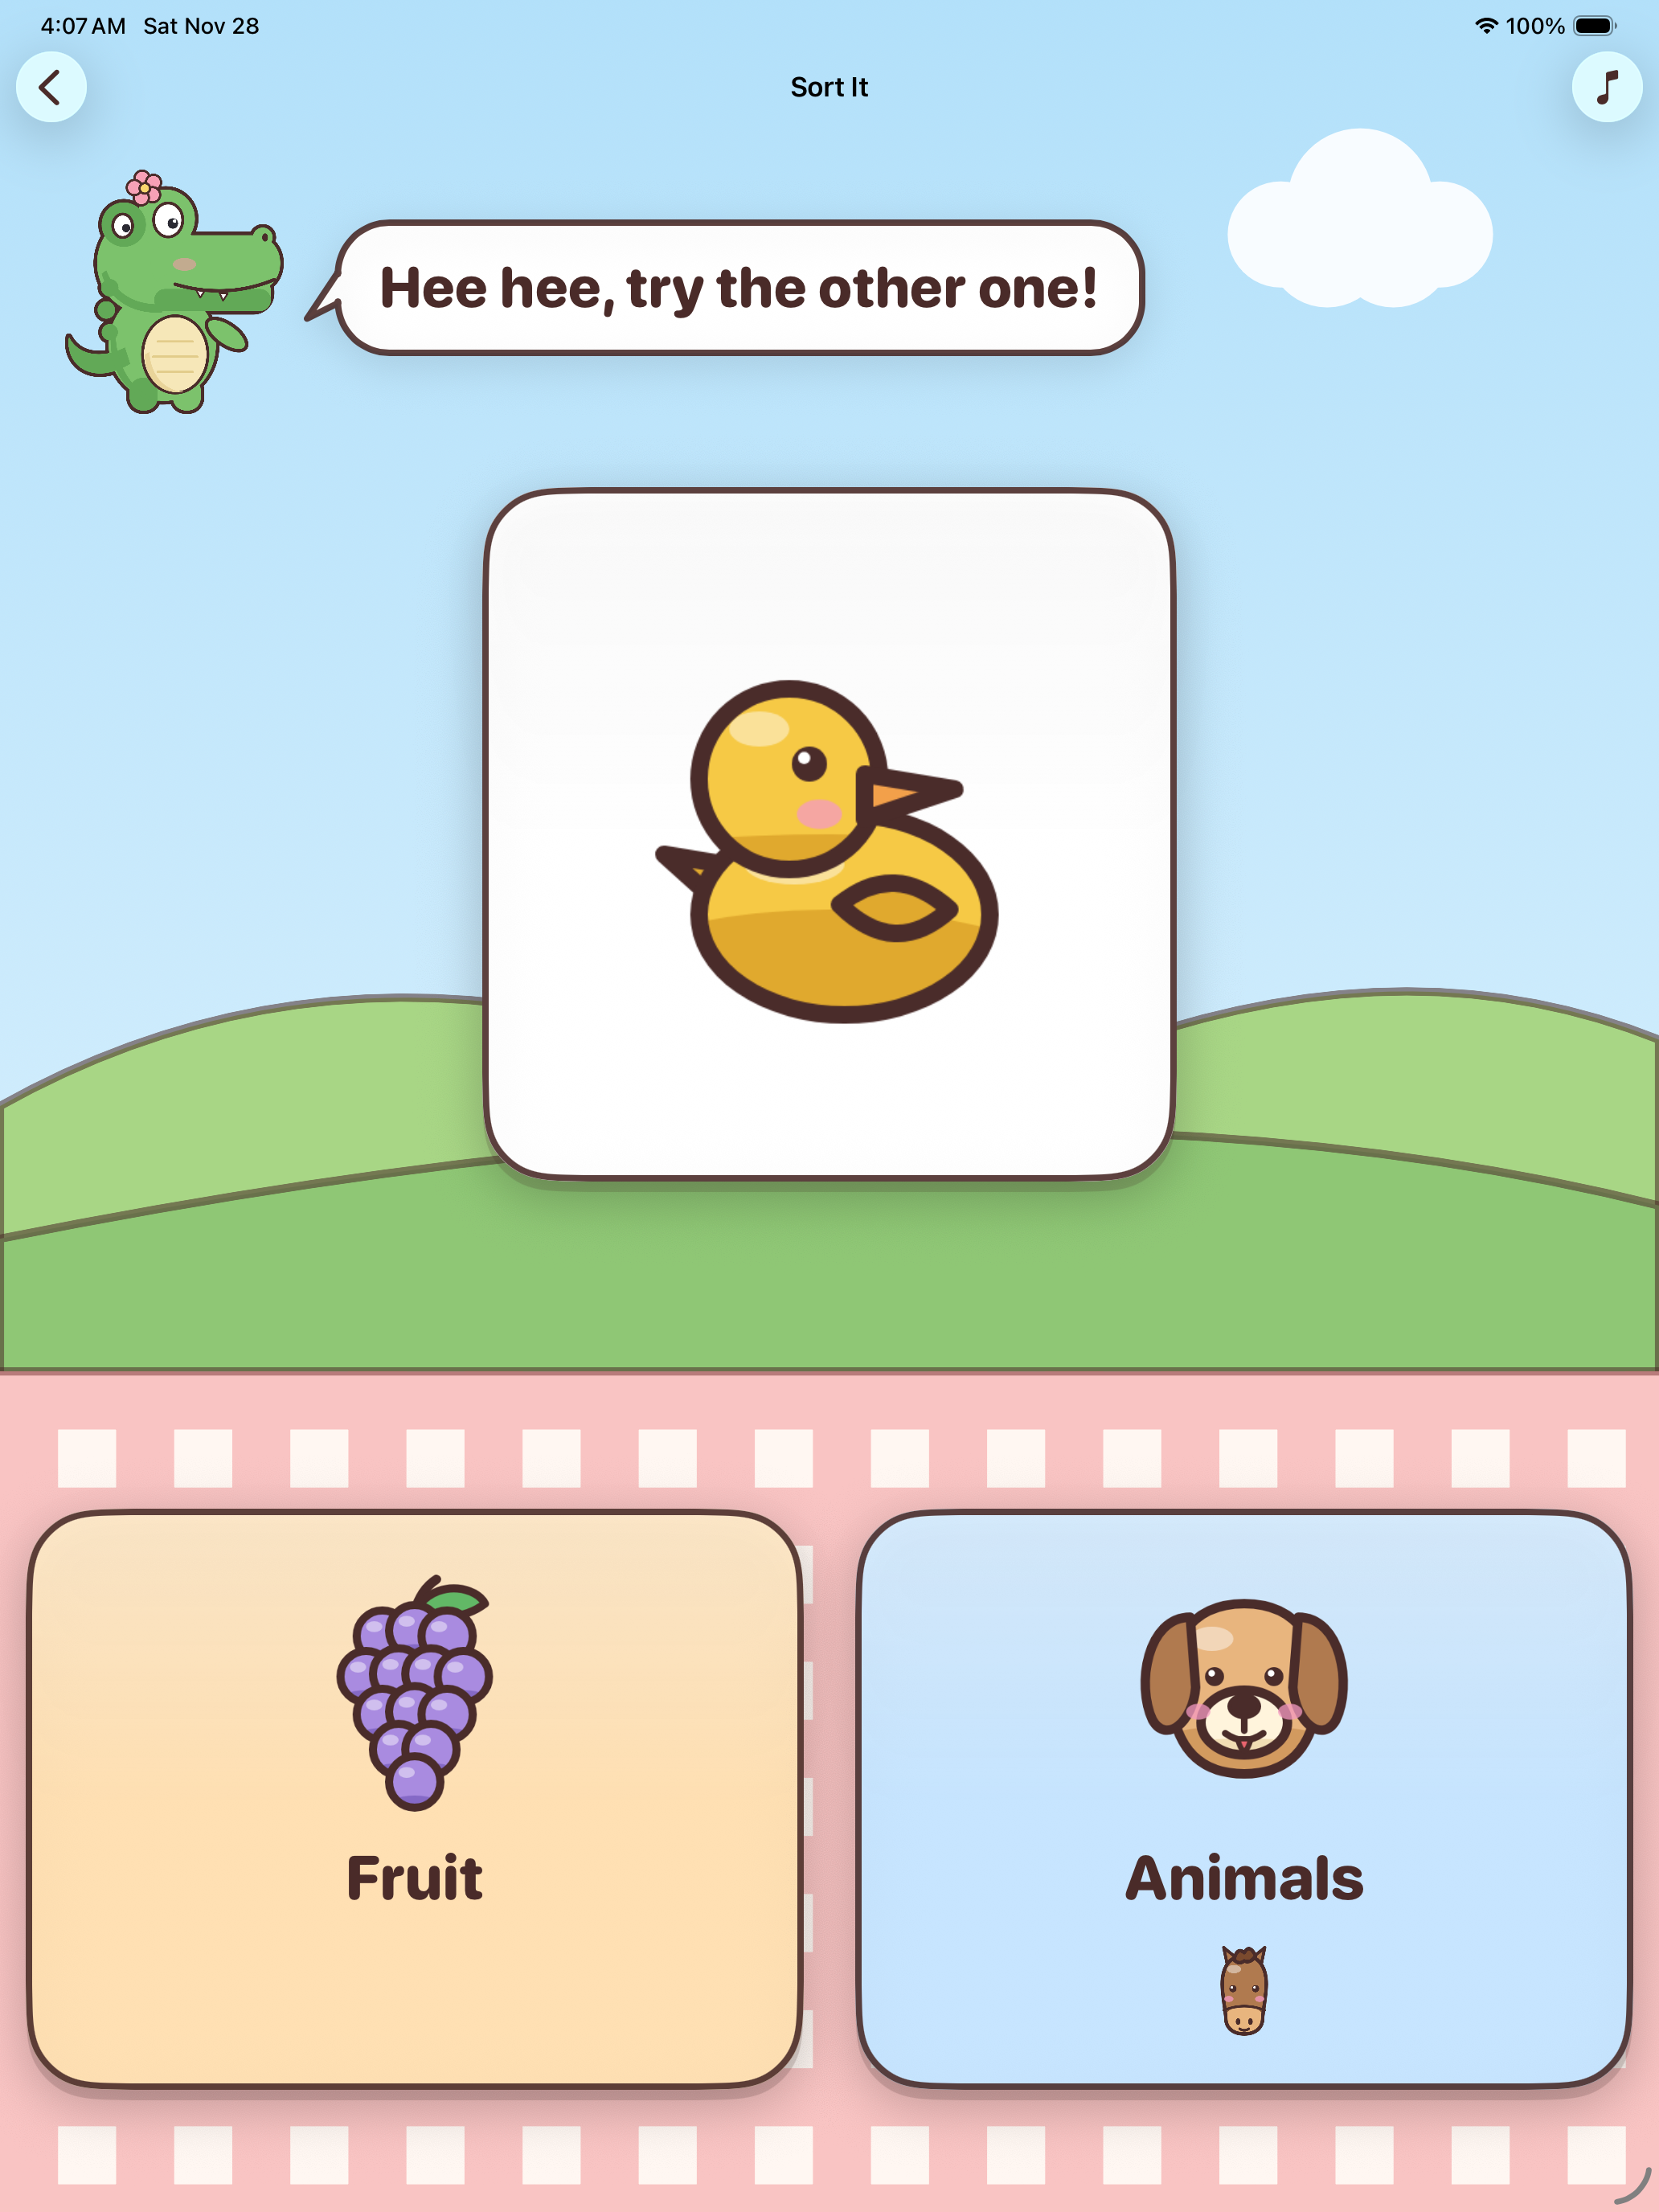 4:07 AM Sat Nov 28
100%
Sort It
Hee hee, try the other one!
Fruit
Animals